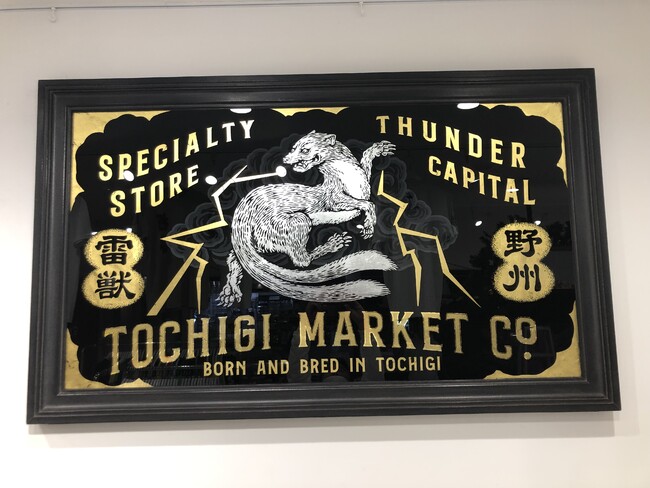 SPECIALTY
STORE
THUNDER
CAPITAL
雷獣
野州
TOCHIGI MARKET Co.
BORN AND BRED IN TOCHIGI